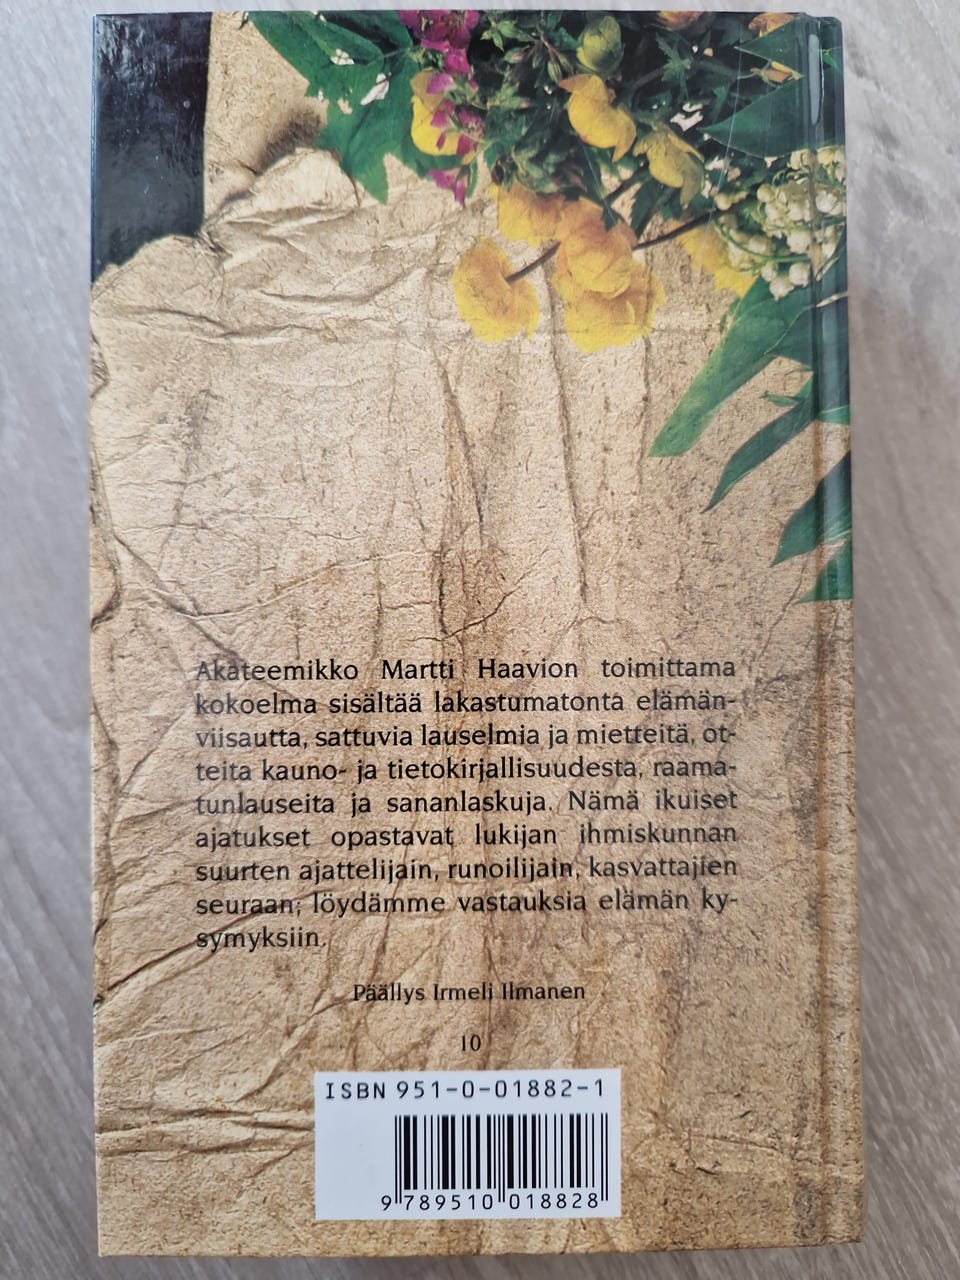 Akateemikko Martti Haavion toimittama
kokoelma sisältää lakastumatonta elämän-
viisautta, sattuvia lauselmia ja mietteitä, ot-
teita kauno- ja tietokirjallisuudesta, raama-
tunlauseita ja sananlaskuja. Nämä ikuiset
ajatukset opastavat lukijan ihmiskunnan
suurten ajattelijain, runoilijain, kasvattajien
seuraan; löydämme vastauksia elämän ky-
symyksiin.
Päällys Irmeli Ilmanen
10
ISBN 951-0-01882-1
9 789510 018828